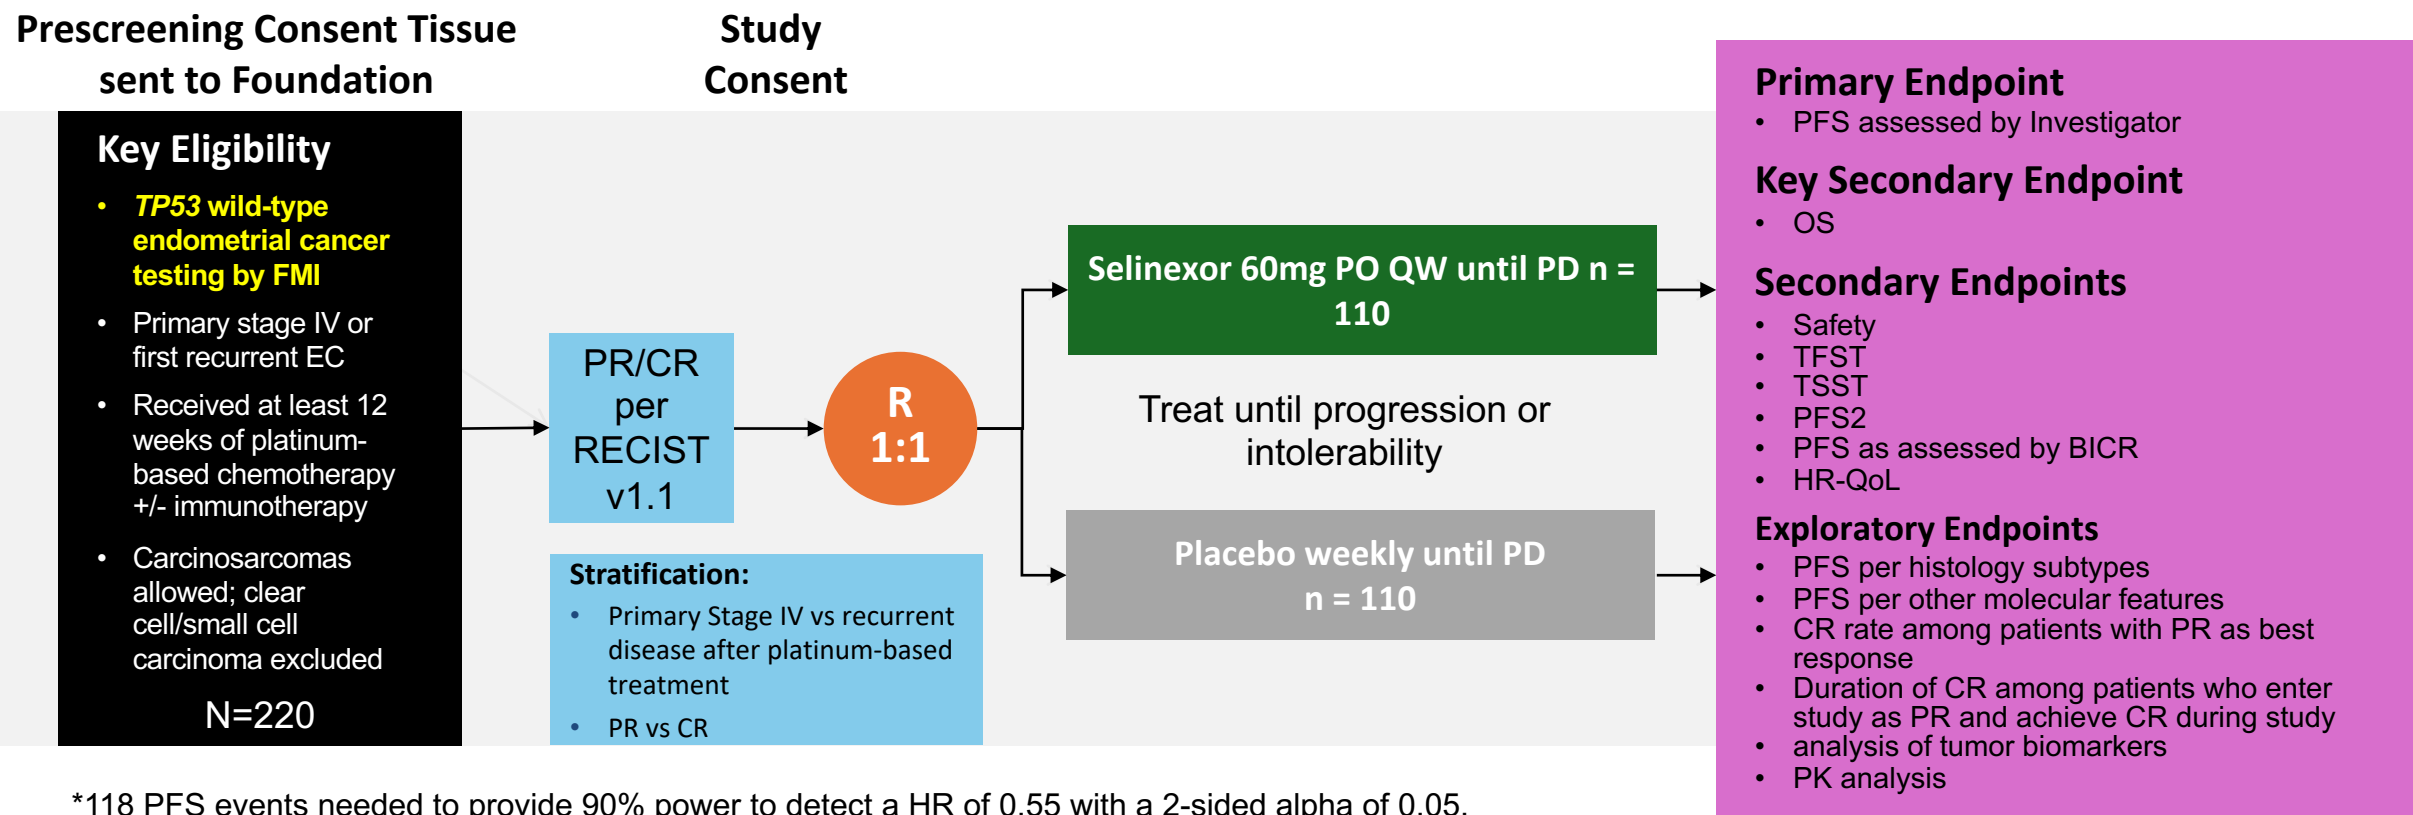 Prescreening Consent Tissue
sent to Foundation
Study
Consent
Key Eligibility
• TP53 wild-type
endometrial cancer
testing by FMI
• Primary stage IV or
first recurrent EC
• Received at least 12
weeks of platinum-
based chemotherapy
+/- immunotherapy
• Carcinosarcomas
allowed; clear
cell/small cell
carcinoma excluded
N=220
PR/CR
per
RECIST
v1.1
Stratification:
• Primary Stage IV vs recurrent
disease after platinum-based
treatment
• PR vs CR
R
1:1
Selinexor 60mg PO QW until PD n =
110
Treat until progression or
intolerability
Placebo weekly until PD
n = 110
Primary Endpoint
• PFS assessed by Investigator
Key Secondary Endpoint
• OS
Secondary Endpoints
• Safety
• TFST
• TSST
• PFS2
• PFS as assessed by BICR
• HR-QoL
Exploratory Endpoints
• PFS per histology subtypes
• PFS per other molecular features
• CR rate among patients with PR as best
response
• Duration of CR among patients who enter
study as PR and achieve CR during study
• analysis of tumor biomarkers
• PK analysis
*118 PFS events needed to provide 90% power to detect a HR of 0.55 with a 2-sided alpha of 0.05.